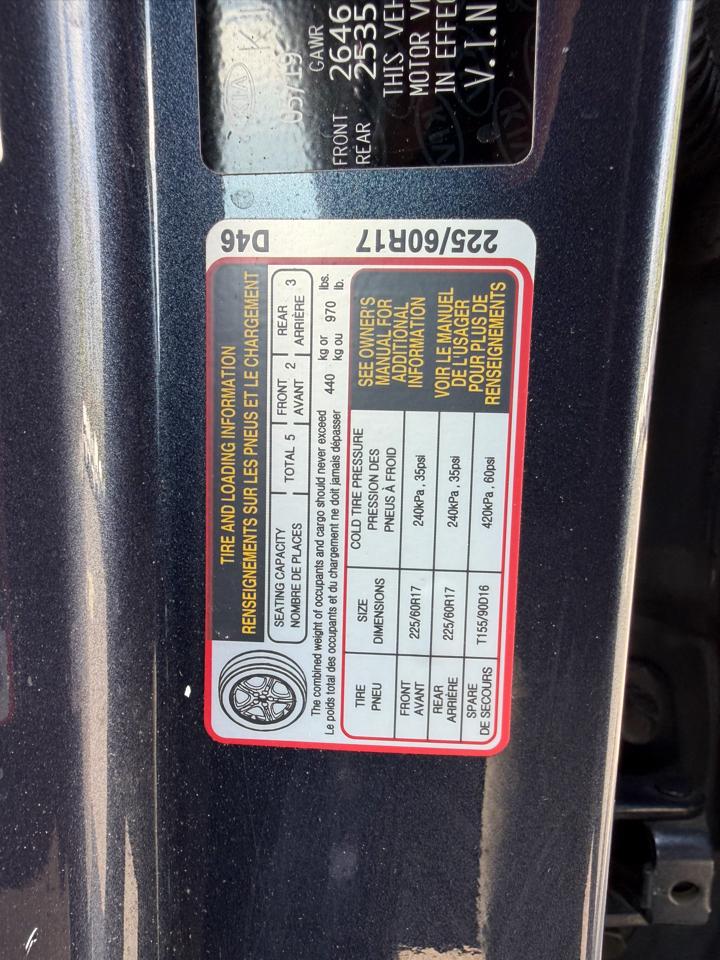 KIA
05/19
GAWR
FRONT 2646
REAR 2535
THIS VEH
MOTOR VE
IN EFFEC
V.I.N
D46
225/60R17
TIRE AND LOADING INFORMATION
RENSEIGNEMENTS SUR LES PNEUS ET LE CHARGEMENT
SEATING CAPACITY
NOMBRE DE PLACES
TOTAL 5
FRONT
AVANT 2
REAR
ARRIÈRE 3
The combined weight of occupants and cargo should never exceed 440 kg or 970 lbs.
Le poids total des occupants et du chargement ne doit jamais dépasser kg ou lb.
TIRE
PNEU
SIZE
DIMENSIONS
COLD TIRE PRESSURE
PRESSION DES
PNEUS À FROID
FRONT
AVANT
225/60R17
240kPa , 35psi
REAR
ARRIÈRE
225/60R17
240kPa , 35psi
SPARE
DE SECOURS
T155/90D16
420kPa , 60psi
SEE OWNER'S
MANUAL FOR
ADDITIONAL
INFORMATION
VOIR LE MANUEL
DE L'USAGER
POUR PLUS DE
RENSEIGNEMENTS